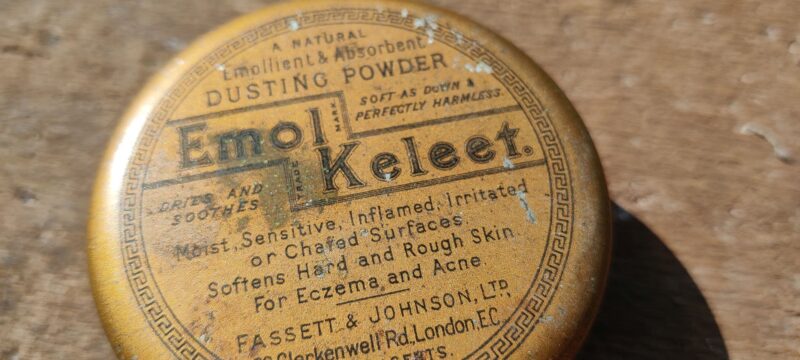 A NATURAL
Emollient & Absorbent
DUSTING POWDER
SOFT AS DOWN &
PERFECTLY HARMLESS.
Emol
MARK
TRADE
Keleet.
DRIES AND
SOOTHES
Moist, Sensitive, Inflamed, Irritated
or Chafed Surfaces
Softens Hard and Rough Skin
For Eczema and Acne.
FASSETT & JOHNSON, LTD.
Clerkenwell Rd. London. E.C.